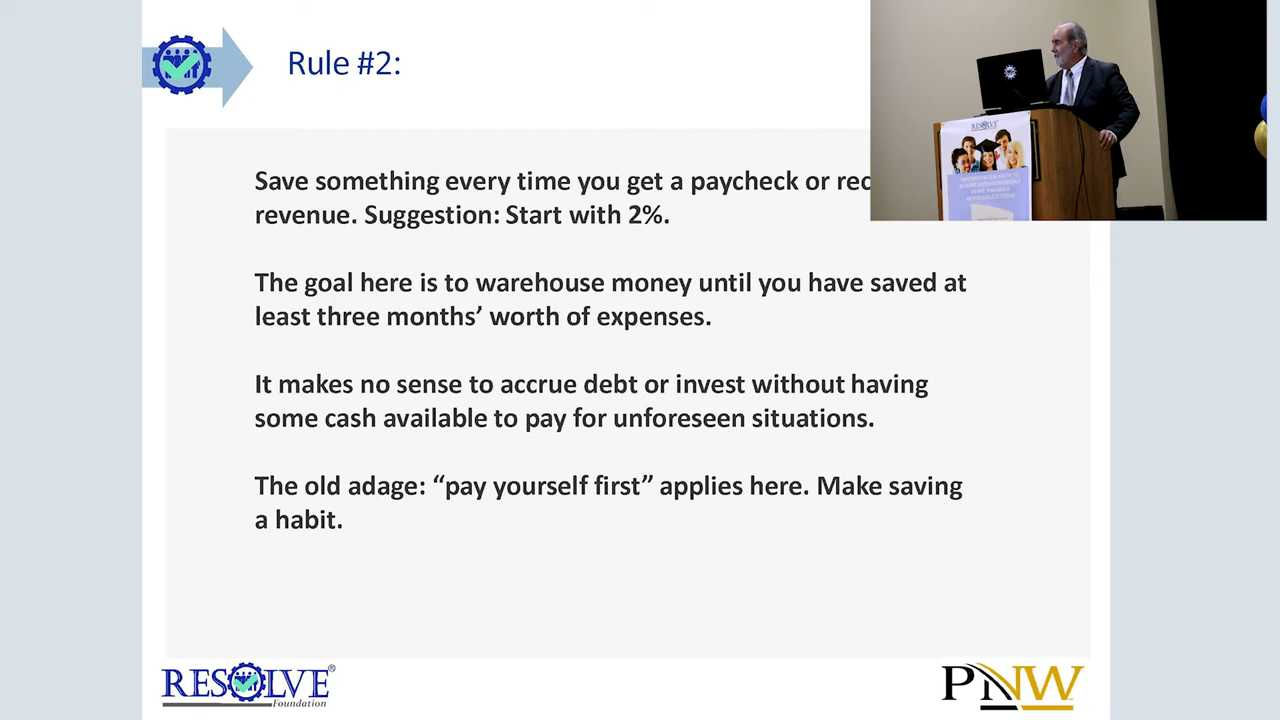 Rule #2:
Save something every time you get a paycheck or rec
revenue. Suggestion: Start with 2%.
The goal here is to warehouse money until you have saved at
least three months’ worth of expenses.
It makes no sense to accrue debt or invest without having
some cash available to pay for unforeseen situations.
The old adage: “pay yourself first” applies here. Make saving
a habit.
RESOLVE
RESOLVE®
Foundation
PNW